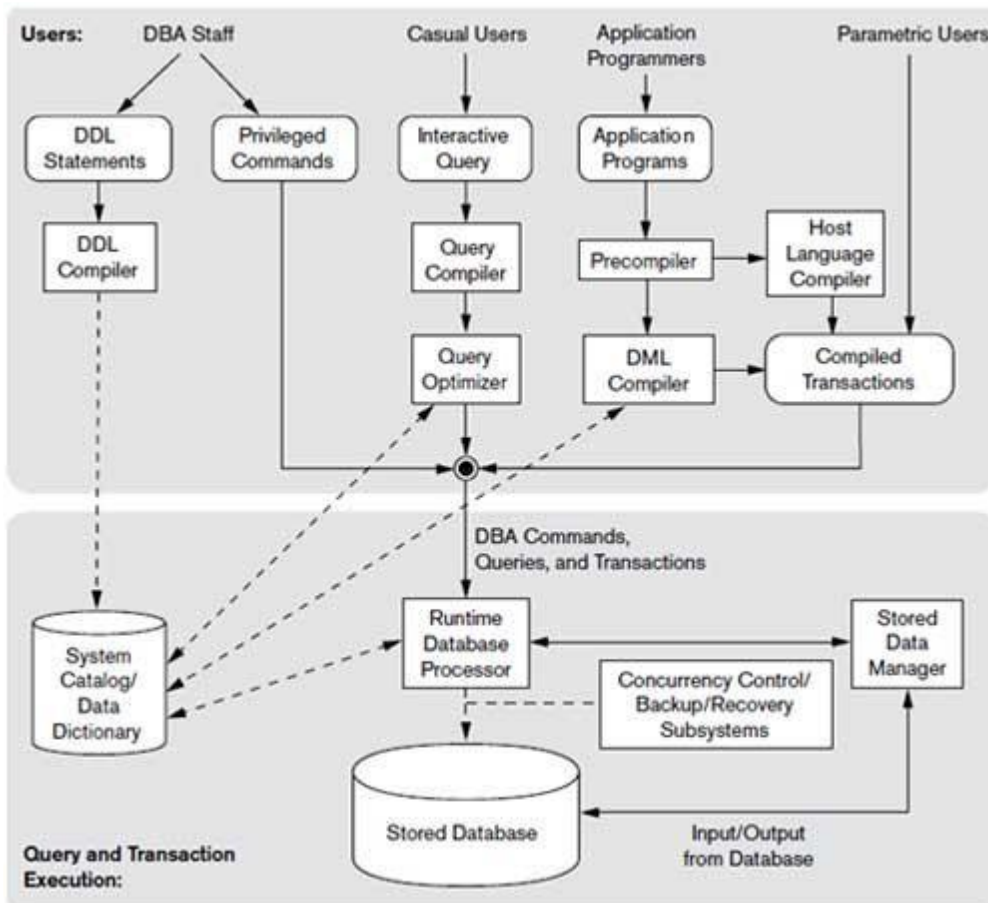 Users:
DBA Staff
Casual Users
Application
Programmers
Parametric Users
DDL
Statements
Privileged
Commands
Interactive
Query
Application
Programs
DDL
Compiler
Query
Compiler
Precompiler
Host
Language
Compiler
Query
Optimizer
DML
Compiler
Compiled
Transactions
DBA Commands,
Queries, and Transactions
System
Catalog/
Data
Dictionary
Runtime
Database
Processor
Stored
Data
Manager
Concurrency Control/
Backup/Recovery
Subsystems
Stored Database
Input/Output
from Database
Query and Transaction
Execution: